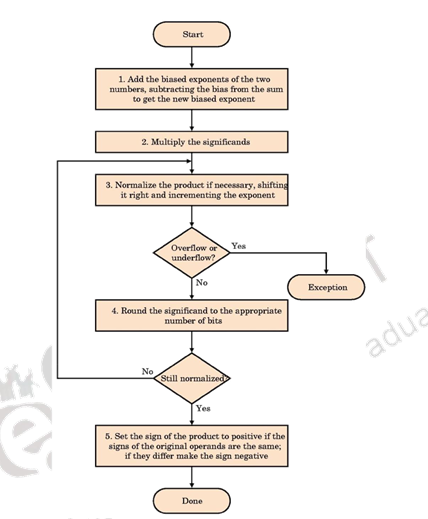 Start
1. Add the biased exponents of the two
numbers, subtracting the bias from the sum
to get the new biased exponent
2. Multiply the significands
3. Normalize the product if necessary, shifting
it right and incrementing the exponent
Overflow or
underflow?
Yes
No
Exception
4. Round the significand to the appropriate
number of bits
No
Still normalized?
Yes
5. Set the sign of the product to positive if the
signs of the original operands are the same;
if they differ make the sign negative
Done